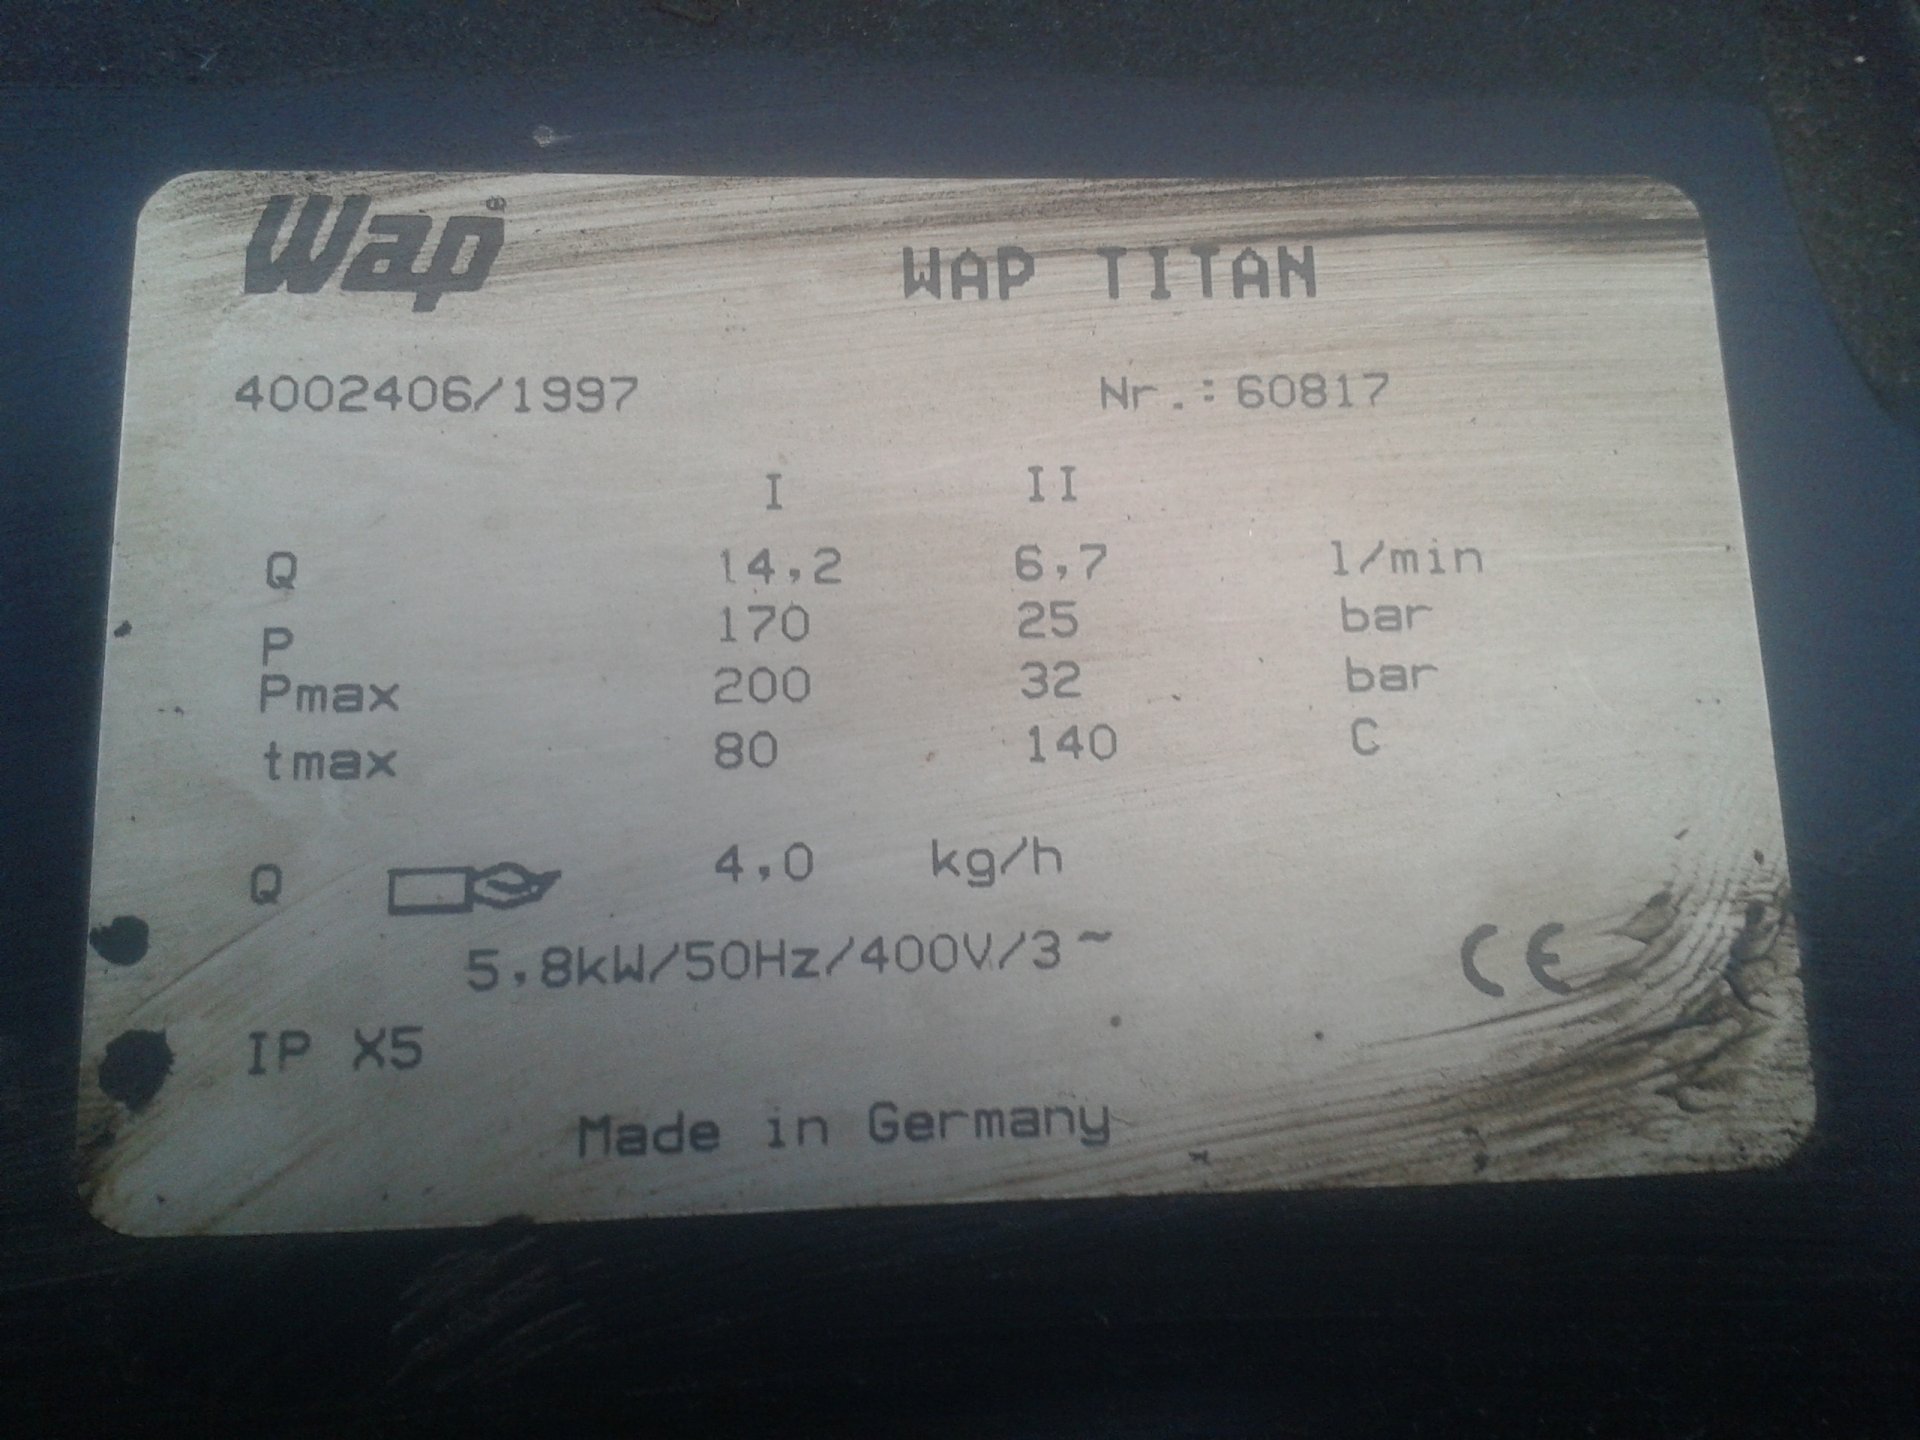 Wap®
WAP TITAN
4002406/1997 Nr.:60817
I II
Q 14,2 6,7 l/min
P 170 25 bar
Pmax 200 32 bar
tmax 80 140 C
Q 4,0 kg/h
5,8kW/50Hz/400V/3~
CE
IP X5
Made in Germany